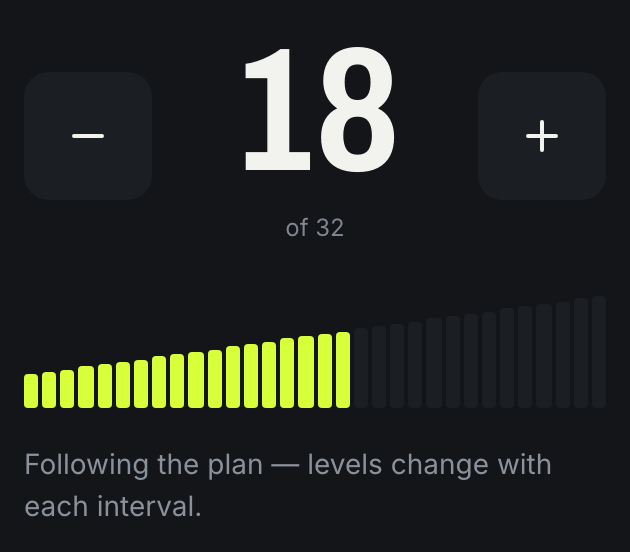 18
of 32
Following the plan — levels change with
each interval.